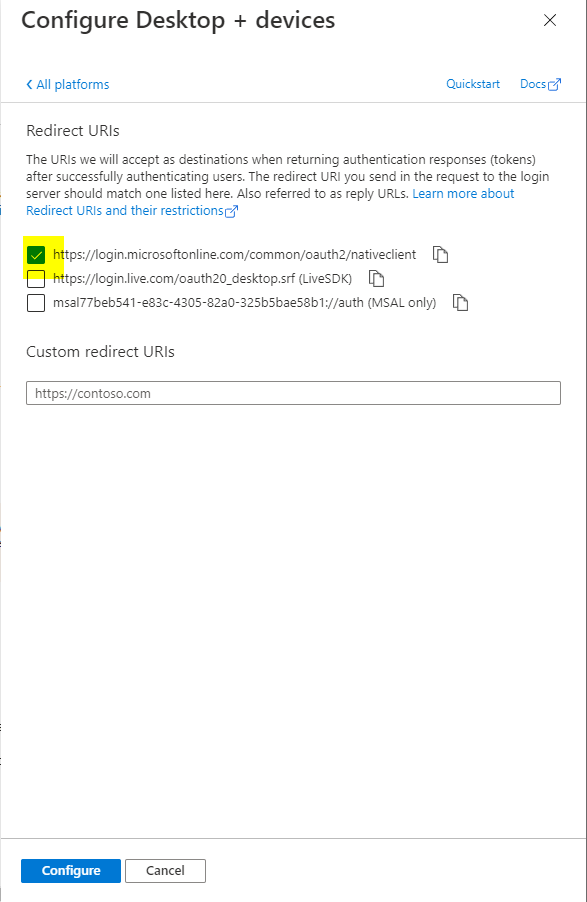 Configure Desktop + devices
All platforms
Quickstart
Docs
Redirect URIs
The URIs we will accept as destinations when returning authentication responses (tokens)
after successfully authenticating users. The redirect URI you send in the request to the login
server should match one listed here. Also referred to as reply URLs. Learn more about
Redirect URIs and their restrictions
https://login.microsoftonline.com/common/oauth2/nativeclient
https://login.live.com/oauth20_desktop.srf (LiveSDK)
msal77beb541-e83c-4305-82a0-325b5bae58b1://auth (MSAL only)
Custom redirect URIs
https://contoso.com
Configure
Cancel